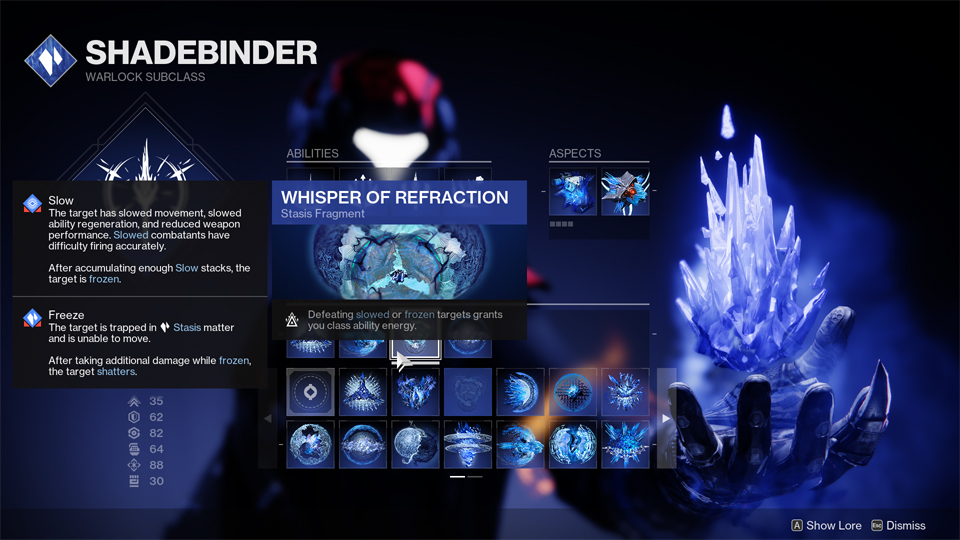 SHADEBINDER
WARLOCK SUBCLASS
ABILITIES
ASPECTS
Slow
The target has slowed movement, slowed
ability regeneration, and reduced weapon
performance. Slowed combatants have
difficulty firing accurately.
After accumulating enough Slow stacks, the
target is frozen.
Freeze
The target is trapped in Stasis matter
and is unable to move.
After taking additional damage while frozen,
the target shatters.
WHISPER OF REFRACTION
Stasis Fragment
Defeating slowed or frozen targets grants
you class ability energy.
35
62
82
64
88
30
A Show Lore Esc Dismiss